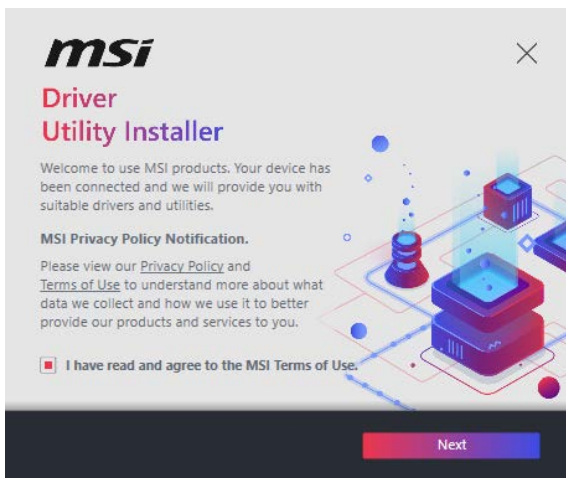 msi
Driver
Utility Installer
Welcome to use MSI products. Your device has
been connected and we will provide you with
suitable drivers and utilities.
MSI Privacy Policy Notification.
Please view our Privacy Policy and
Terms of Use to understand more about what
data we collect and how we use it to better
provide our products and services to you.
I have read and agree to the MSI Terms of Use.
Next